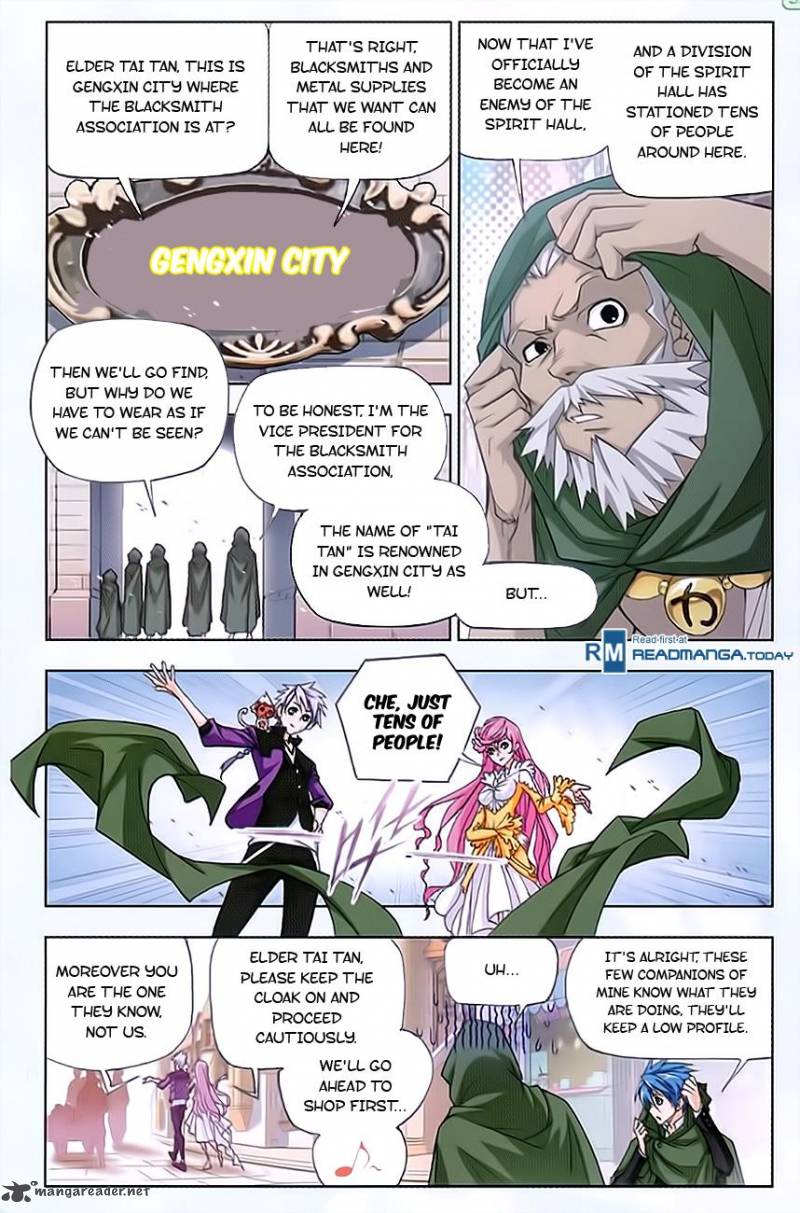 ELDER TAI TAN, THIS IS
GENGXIN CITY WHERE
THE BLACKSMITH
ASSOCIATION IS AT?
THAT'S RIGHT,
BLACKSMITHS AND
METAL SUPPLIES
THAT WE WANT CAN
ALL BE FOUND
HERE!
GENGXIN CITY
THEN WE'LL GO FIND,
BUT WHY DO WE
HAVE TO WEAR AS IF
WE CAN'T BE SEEN?
TO BE HONEST, I'M THE
VICE PRESIDENT FOR
THE BLACKSMITH
ASSOCIATION,
THE NAME OF "TAI
TAN" IS RENOWNED
IN GENGXIN CITY AS
WELL!
NOW THAT I'VE
OFFICIALLY
BECOME AN
ENEMY OF THE
SPIRIT HALL,
AND A DIVISION
OF THE SPIRIT
HALL HAS
STATIONED TENS
OF PEOPLE
AROUND HERE.
BUT...
力
RM
Read first at
READMANGA.TODAY
CHE, JUST
TENS OF
PEOPLE!
MOREOVER YOU
ARE THE ONE
THEY KNOW,
NOT US.
ELDER TAI TAN,
PLEASE KEEP THE
CLOAK ON AND
PROCEED
CAUTIOUSLY.
WE'LL GO
AHEAD TO
SHOP FIRST...
UH...
IT'S ALRIGHT, THESE
FEW COMPANIONS OF
MINE KNOW WHAT THEY
ARE DOING, THEY'LL
KEEP A LOW PROFILE.
mangareader.net